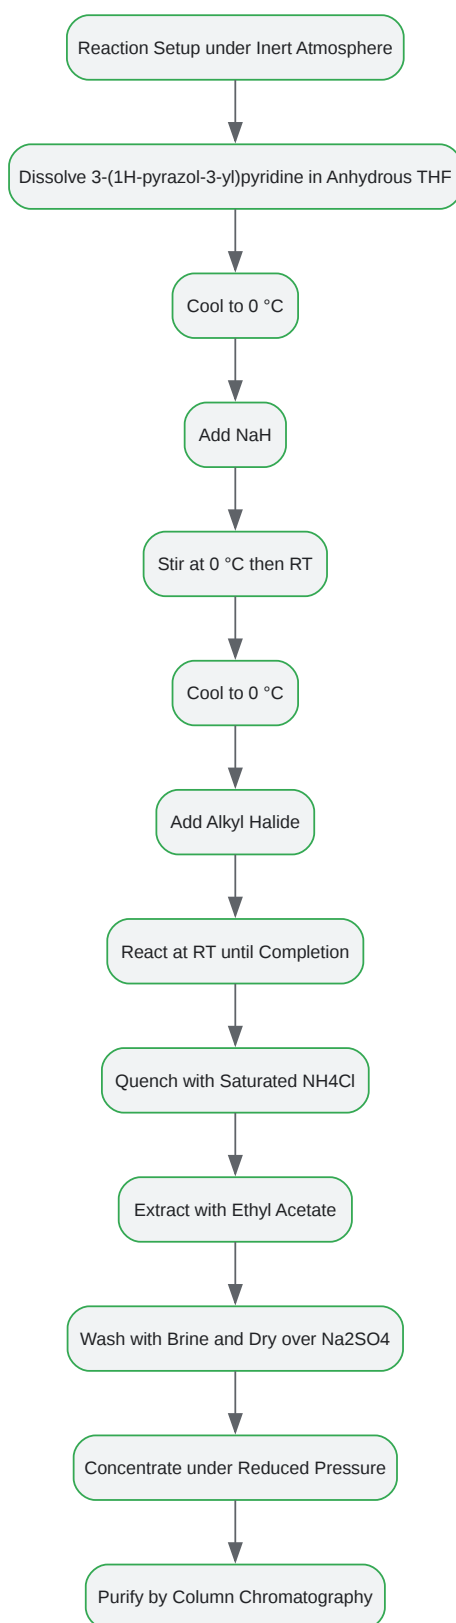 Reaction Setup under Inert Atmosphere
Dissolve 3-(1H-pyrazol-3-yl)pyridine in Anhydrous THF
Cool to 0 °C
Add NaH
Stir at 0 °C then RT
Cool to 0 °C
Add Alkyl Halide
React at RT until Completion
Quench with Saturated NH4Cl
Extract with Ethyl Acetate
Wash with Brine and Dry over Na2SO4
Concentrate under Reduced Pressure
Purify by Column Chromatography